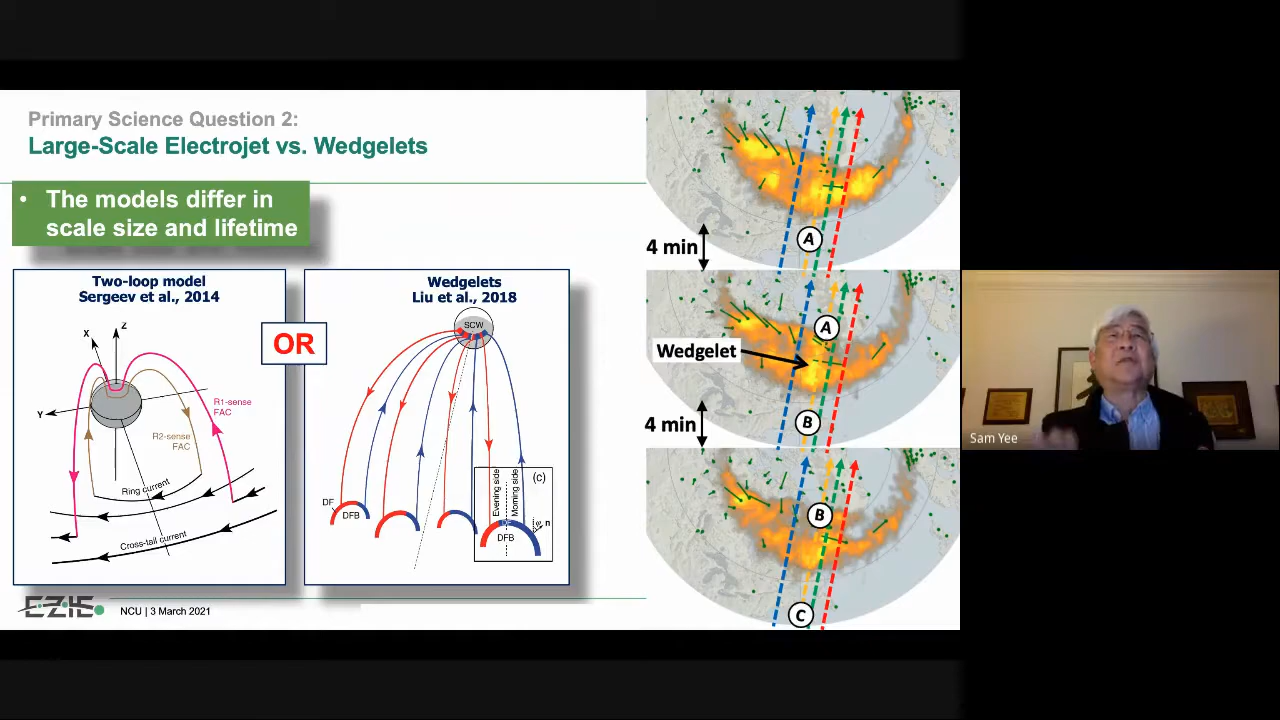 Primary Science Question 2:
Large-Scale Electrojet vs. Wedgelets
• The models differ in
scale size and lifetime
Two-loop model
Sergeev et al., 2014
X
Z
Y
R1-sense
FAC
R2-sense
FAC
Ring current
Cross-tail current
OR
Wedgelets
Liu et al., 2018
SCW
DF
DFB
Evening side
Morning side
(c)
DF
n
DFB
A
4 min
A
Wedgelet
B
4 min
B
C
EZIE
NCU | 3 March 2021
Sam Yee